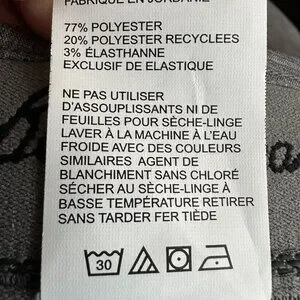 FABRIQUÉ EN JORDANIE
77% POLYESTER
20% POLYESTER RECYCLEES
3% ÉLASTHANNE
EXCLUSIF DE ELASTIQUE
NE PAS UTILISER
D'ASSOUPLISSANTS NI DE
FEUILLES POUR SÈCHE-LINGE
LAVER À LA MACHINE À L'EAU
FROIDE AVEC DES COULEURS
SIMILAIRES AGENT DE
BLANCHIMENT SANS CHLORÉ
SÉCHER AU SÈCHE-LINGE À
BASSE TEMPÉRATURE RETIRER
SANS TARDER FER TIÈDE
30